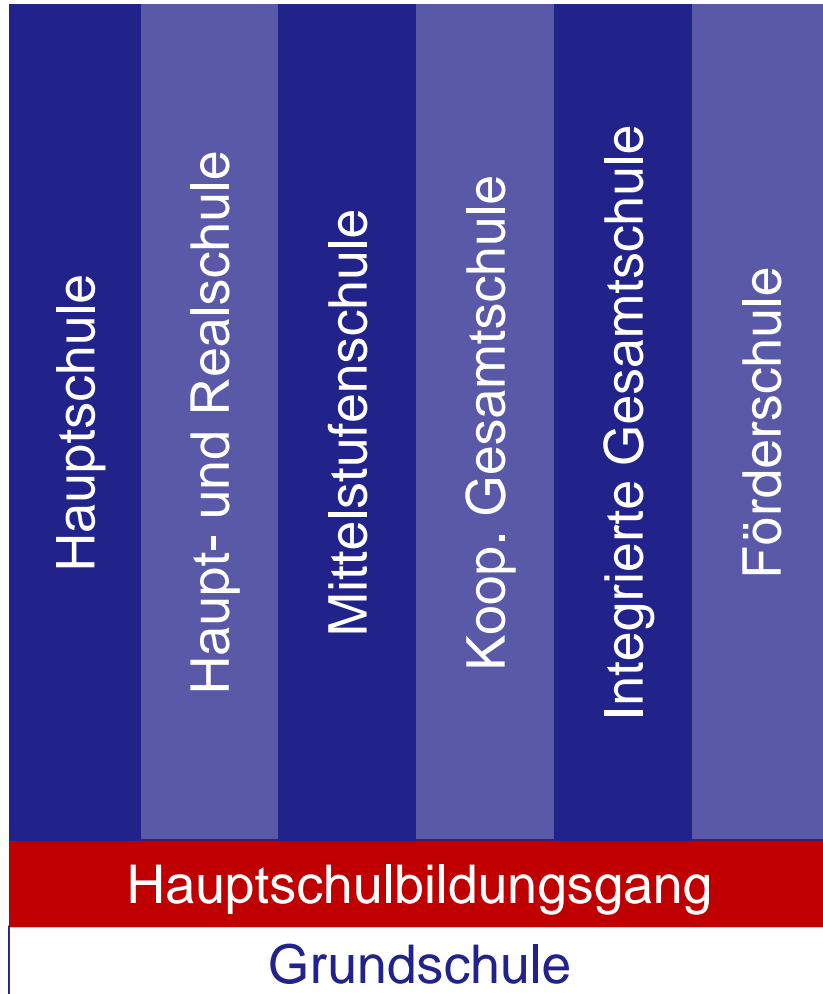 Hauptschule
Haupt- und Realschule
Mittelstufenschule
Koop. Gesamtschule
Integrierte Gesamtschule
Förderschule
Hauptschulbildungsgang
Grundschule